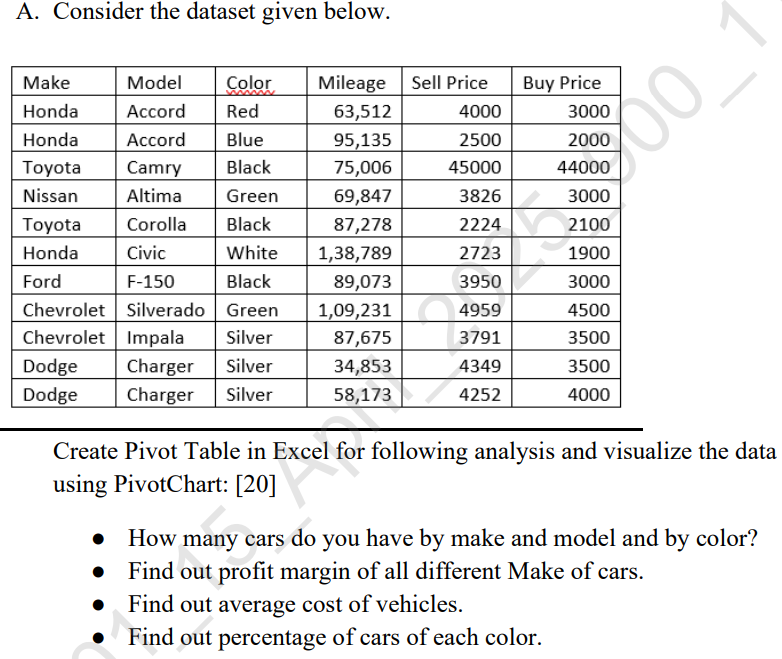 A. Consider the dataset given below.
Make Model Color Mileage Sell Price Buy Price
Honda Accord Red 63,512 4000 3000
Honda Accord Blue 95,135 2500 2000
Toyota Camry Black 75,006 45000 44000
Nissan Altima Green 69,847 3826 3000
Toyota Corolla Black 87,278 2224 2100
Honda Civic White 1,38,789 2723 1900
Ford F-150 Black 89,073 3950 3000
Chevrolet Silverado Green 1,09,231 4959 4500
Chevrolet Impala Silver 87,675 3791 3500
Dodge Charger Silver 34,853 4349 3500
Dodge Charger Silver 58,173 4252 4000
Create Pivot Table in Excel for following analysis and visualize the data
using PivotChart: [20]
● How many cars do you have by make and model and by color?
● Find out profit margin of all different Make of cars.
● Find out average cost of vehicles.
● Find out percentage of cars of each color.
01_15_April_2025_900_1